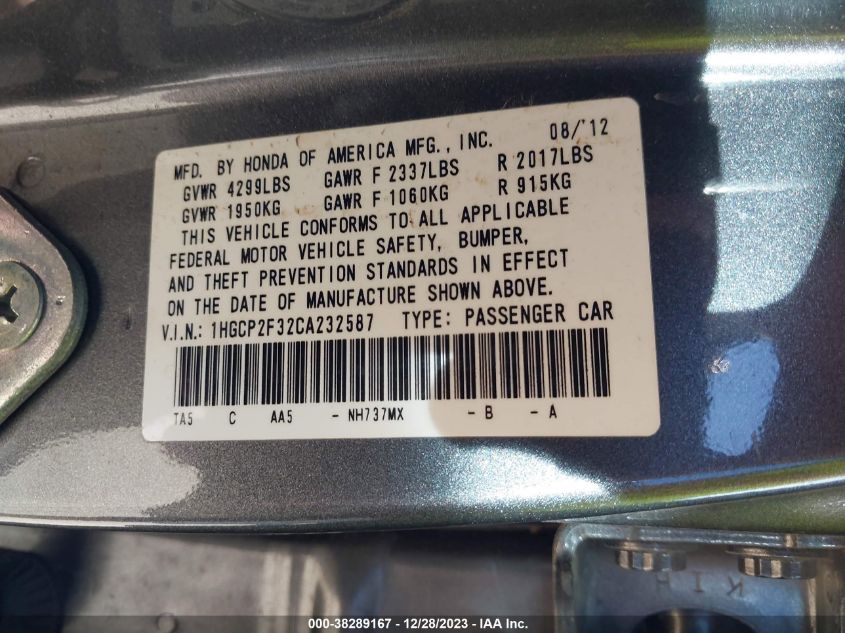 MFD. BY HONDA OF AMERICA MFG., INC. 08/'12
GVWR 4299LBS GAWR F 2337LBS R 2017LBS
GVWR 1950KG GAWR F 1060KG R 915KG
THIS VEHICLE CONFORMS TO ALL APPLICABLE
FEDERAL MOTOR VEHICLE SAFETY, BUMPER,
AND THEFT PREVENTION STANDARDS IN EFFECT
ON THE DATE OF MANUFACTURE SHOWN ABOVE.
V.I.N.: 1HGCP2F32CA232587 TYPE: PASSENGER CAR
TA5 C AA5 - NH737MX - B - A
000-38289167 - 12/28/2023 - IAA Inc.